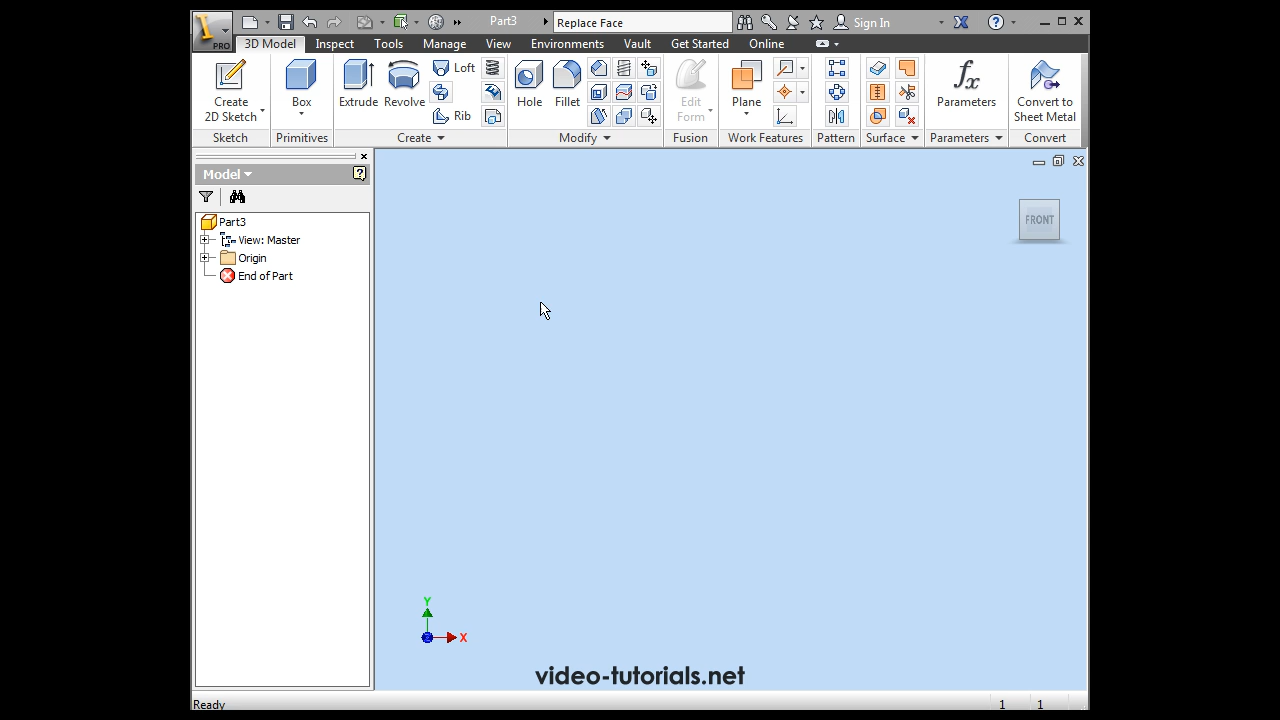 PRO
Part3
Replace Face
Sign In
3D Model Inspect Tools Manage View Environments Vault Get Started Online
Create
2D Sketch
Box
Extrude
Revolve
Loft
Rib
Hole
Fillet
Edit
Form
Plane
fx
Parameters
Convert to
Sheet Metal
Sketch Primitives Create Modify Fusion Work Features Pattern Surface Parameters Convert
Model
Part3
View: Master
Origin
End of Part
FRONT
Y
X
video-tutorials.net
Ready 1 1